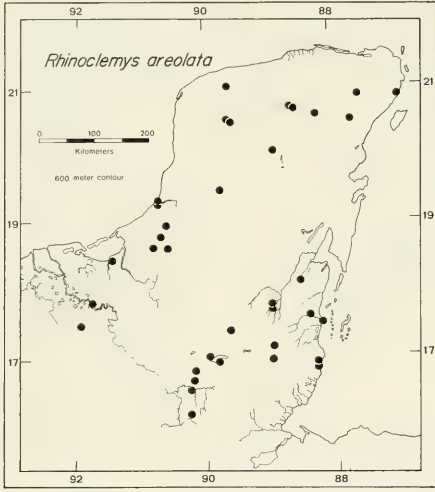 92 90 88
Rhinoclemys areolata
21 21
0 100 200
Kilometers
600 meter contour
19 19
17 17
92 90 88